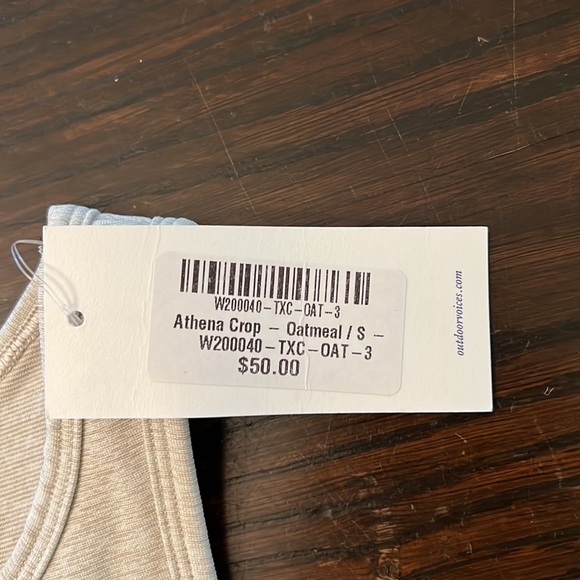 W200040-TXC-OAT-3
Athena Crop - Oatmeal / S -
W200040-TXC-OAT-3
$50.00
outdoorvoices.com